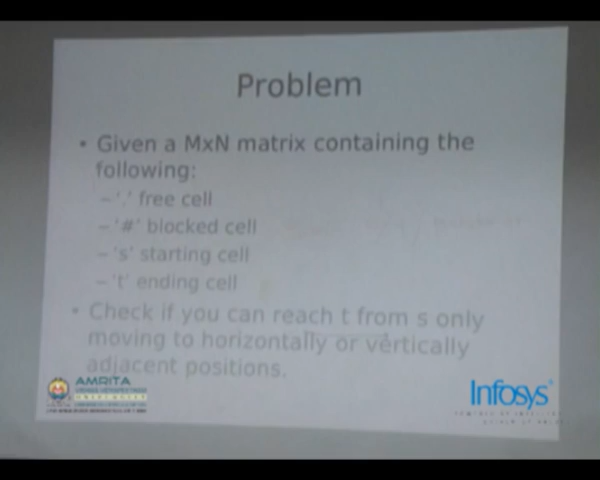 Problem
• Given a MxN matrix containing the
following:
– '.' free cell
– '#' blocked cell
– 's' starting cell
– 't' ending cell
• Check if you can reach t from s only
moving to horizontally or vertically
adjacent positions.
AMRITA
Infosys